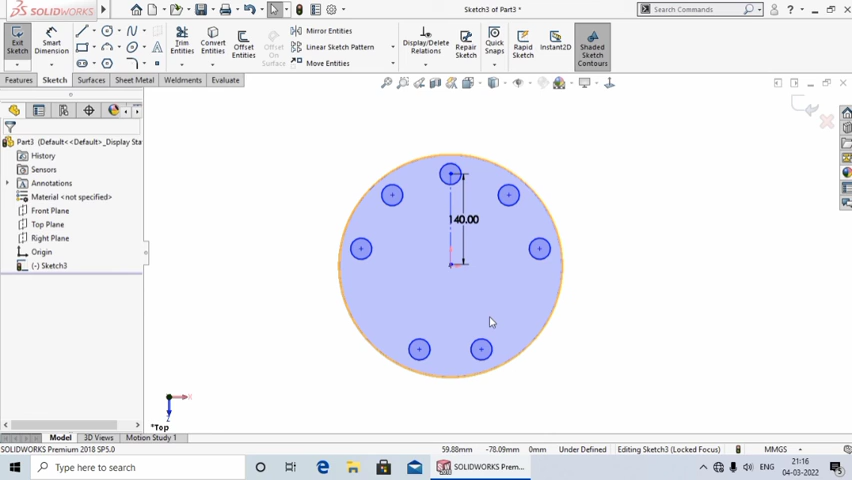 SOLIDWORKS
Sketch3 of Part3 *
Search Commands
Exit Sketch
Smart Dimension
Trim Entities
Convert Entities
Offset Entities
Offset On Surface
Mirror Entities
Linear Sketch Pattern
Move Entities
Display/Delete Relations
Repair Sketch
Quick Snaps
Rapid Sketch
Instant2D
Shaded Sketch Contours
Features
Sketch
Surfaces
Sheet Metal
Weldments
Evaluate
Part3 (Default<<Default>_Display Sta
History
Sensors
Annotations
Material <not specified>
Front Plane
Top Plane
Right Plane
Origin
(-) Sketch3
140.00
X
Z
*Top
Model
3D Views
Motion Study 1
SOLIDWORKS Premium 2018 SP5.0
59.88mm
-78.09mm
0mm
Under Defined
Editing Sketch3 (Locked Focus)
MMGS
Type here to search
SOLIDWORKS Prem...
ENG
21:16
04-03-2022
5